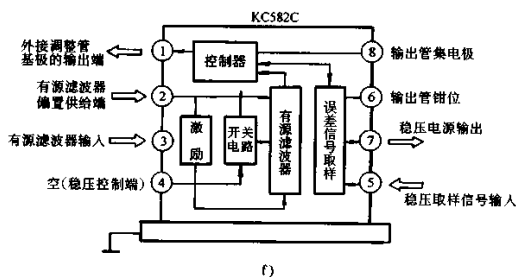 KC582C
外接调整管
基极的输出端
1
控制器
8
输出管集电极
有源滤波器
偏置供给端
2
6
输出管钳位
有源滤波器输入
3
激励
开关
电路
有源滤波器
误差信号取样
7
稳压电源输出
空(稳压控制端)
4
5
稳压取样信号输入
f)